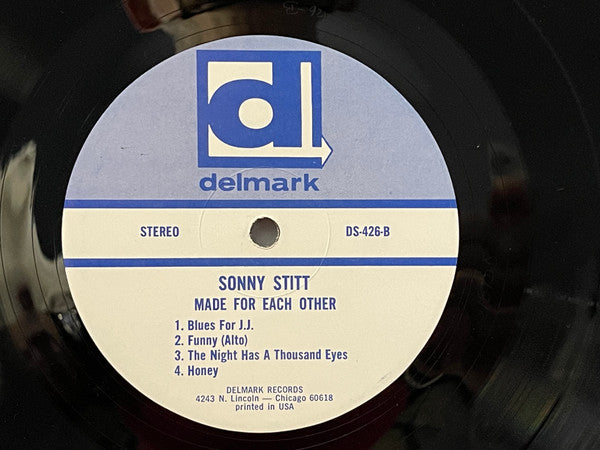 d
delmark
STEREO
DS-426-B
SONNY STITT
MADE FOR EACH OTHER
1. Blues For J.J.
2. Funny (Alto)
3. The Night Has A Thousand Eyes
4. Honey
DELMARK RECORDS
4243 N. Lincoln — Chicago 60618
printed in USA